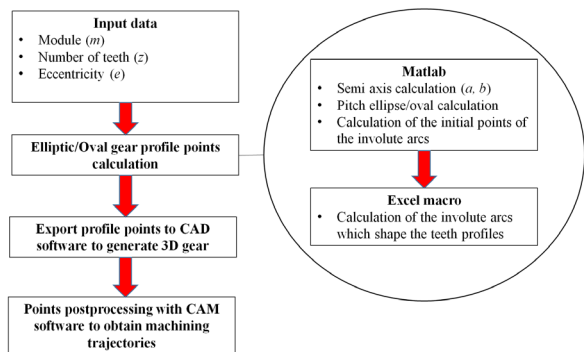 Input data
• Module (m)
• Number of teeth (z)
• Eccentricity (e)
Elliptic/Oval gear profile points
calculation
Export profile points to CAD
software to generate 3D gear
Points postprocessing with CAM
software to obtain machining
trajectories
Matlab
• Semi axis calculation (a, b)
• Pitch ellipse/oval calculation
• Calculation of the initial points of
the involute arcs
Excel macro
• Calculation of the involute arcs
which shape the teeth profiles